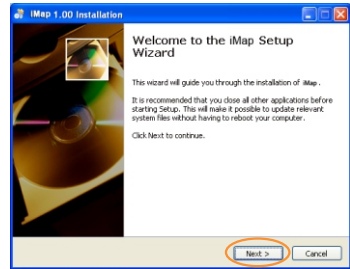 iMap 1.00 Installation
Welcome to the iMap Setup
Wizard
This wizard will guide you through the installation of iMap.
It is recommended that you close all other applications before
starting Setup. This will make it possible to update relevant
system files without having to reboot your computer.
Click Next to continue.
Next >
Cancel